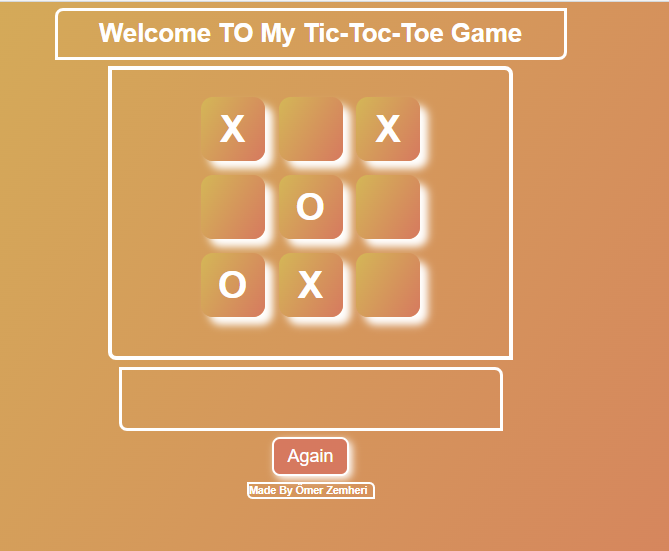 Welcome TO My Tic-Toc-Toe Game
X X
O
O X
Again
Made By Ömer Zemheri